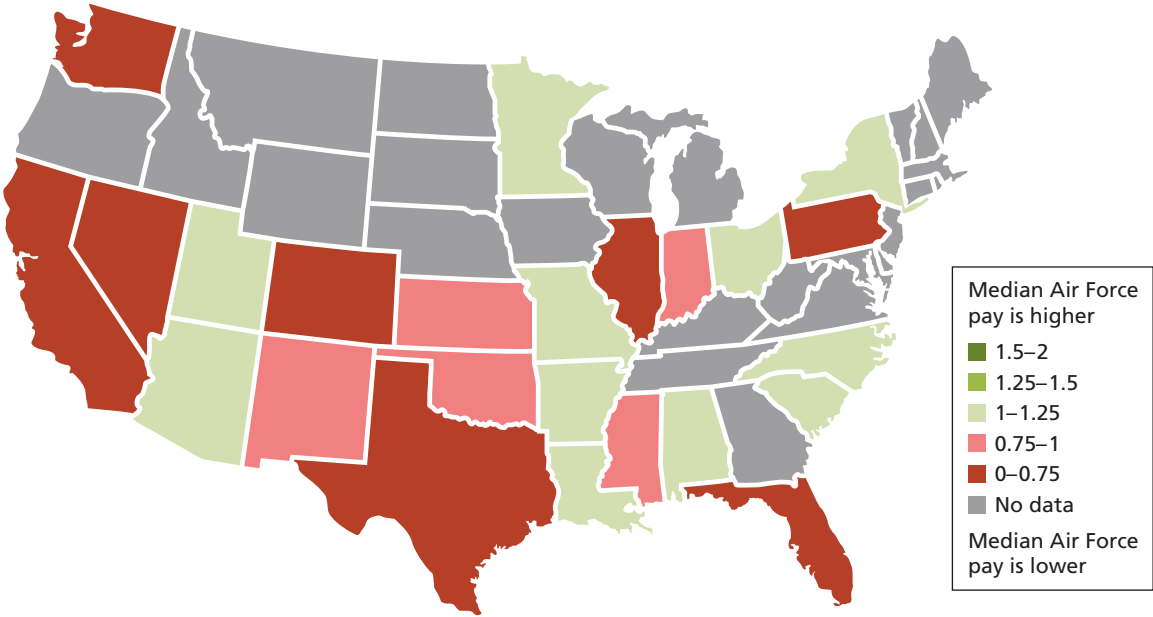 Median Air Force
pay is higher
1.5–2
1.25–1.5
1–1.25
0.75–1
0–0.75
No data
Median Air Force
pay is lower